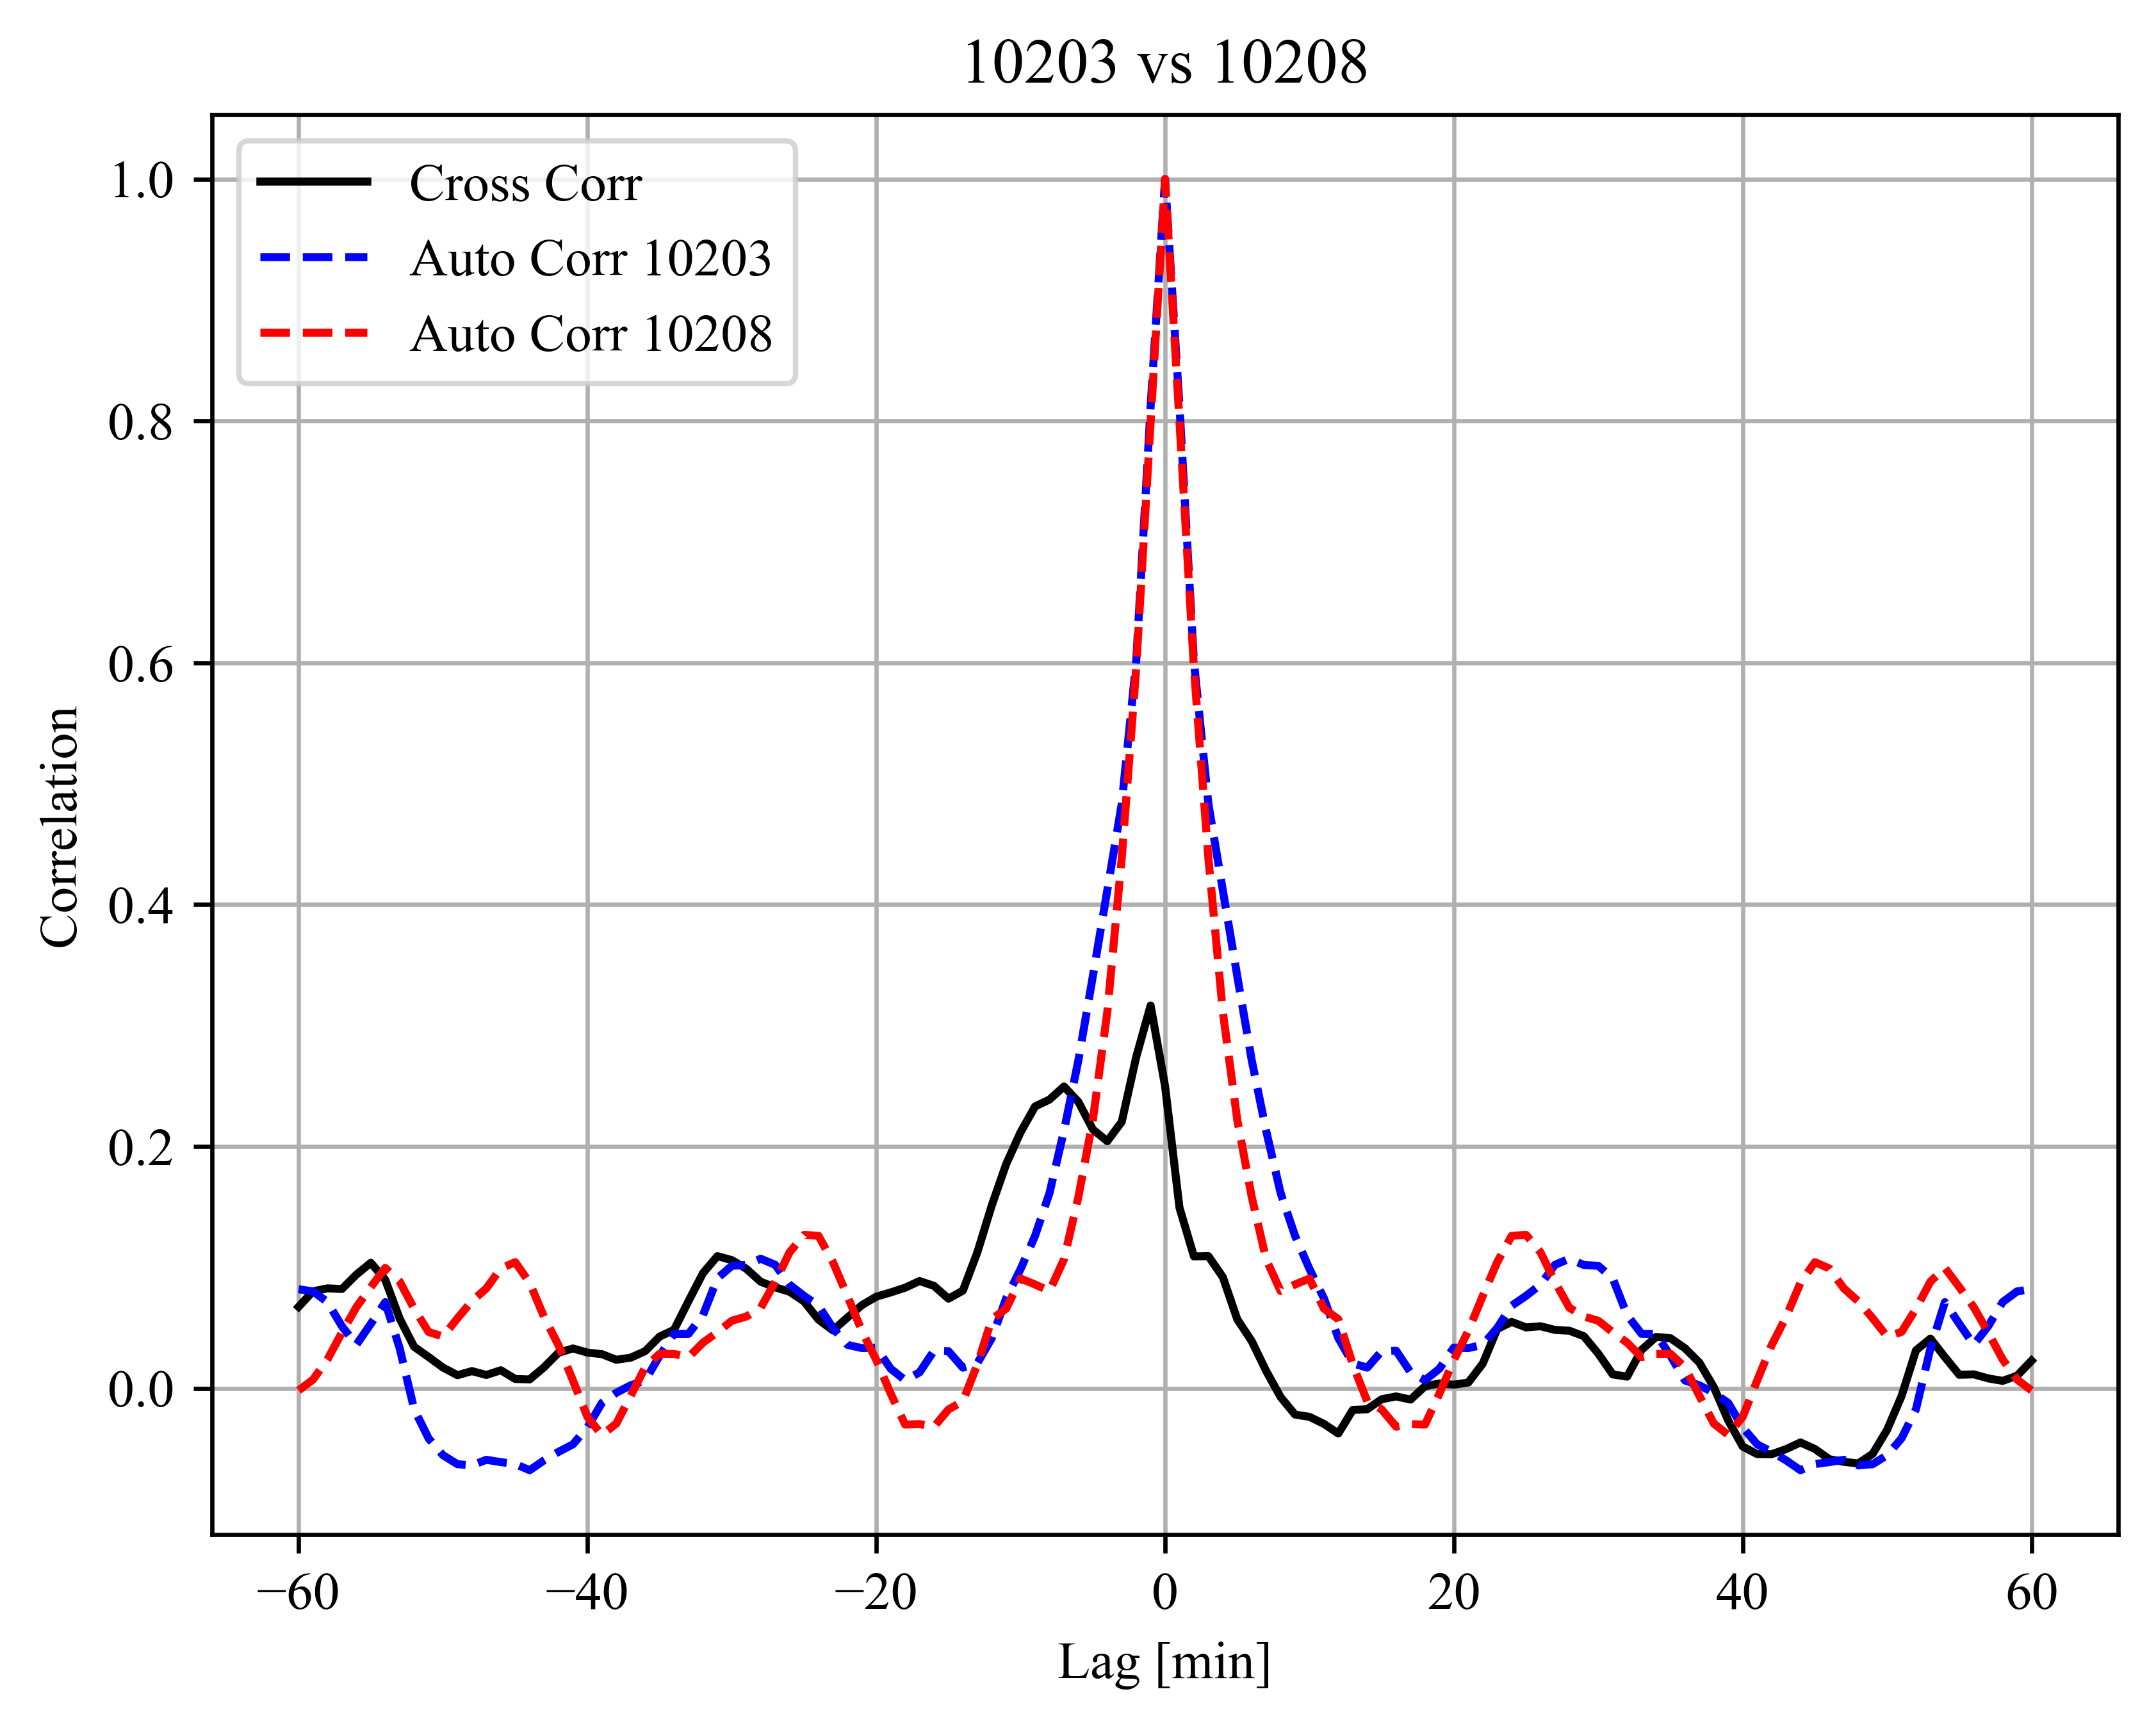 10203 vs 10208
Cross Corr
Auto Corr 10203
Auto Corr 10208
1.0
0.8
0.6
0.4
0.2
0.0
Correlation
−60
−40
−20
0
20
40
60
Lag [min]